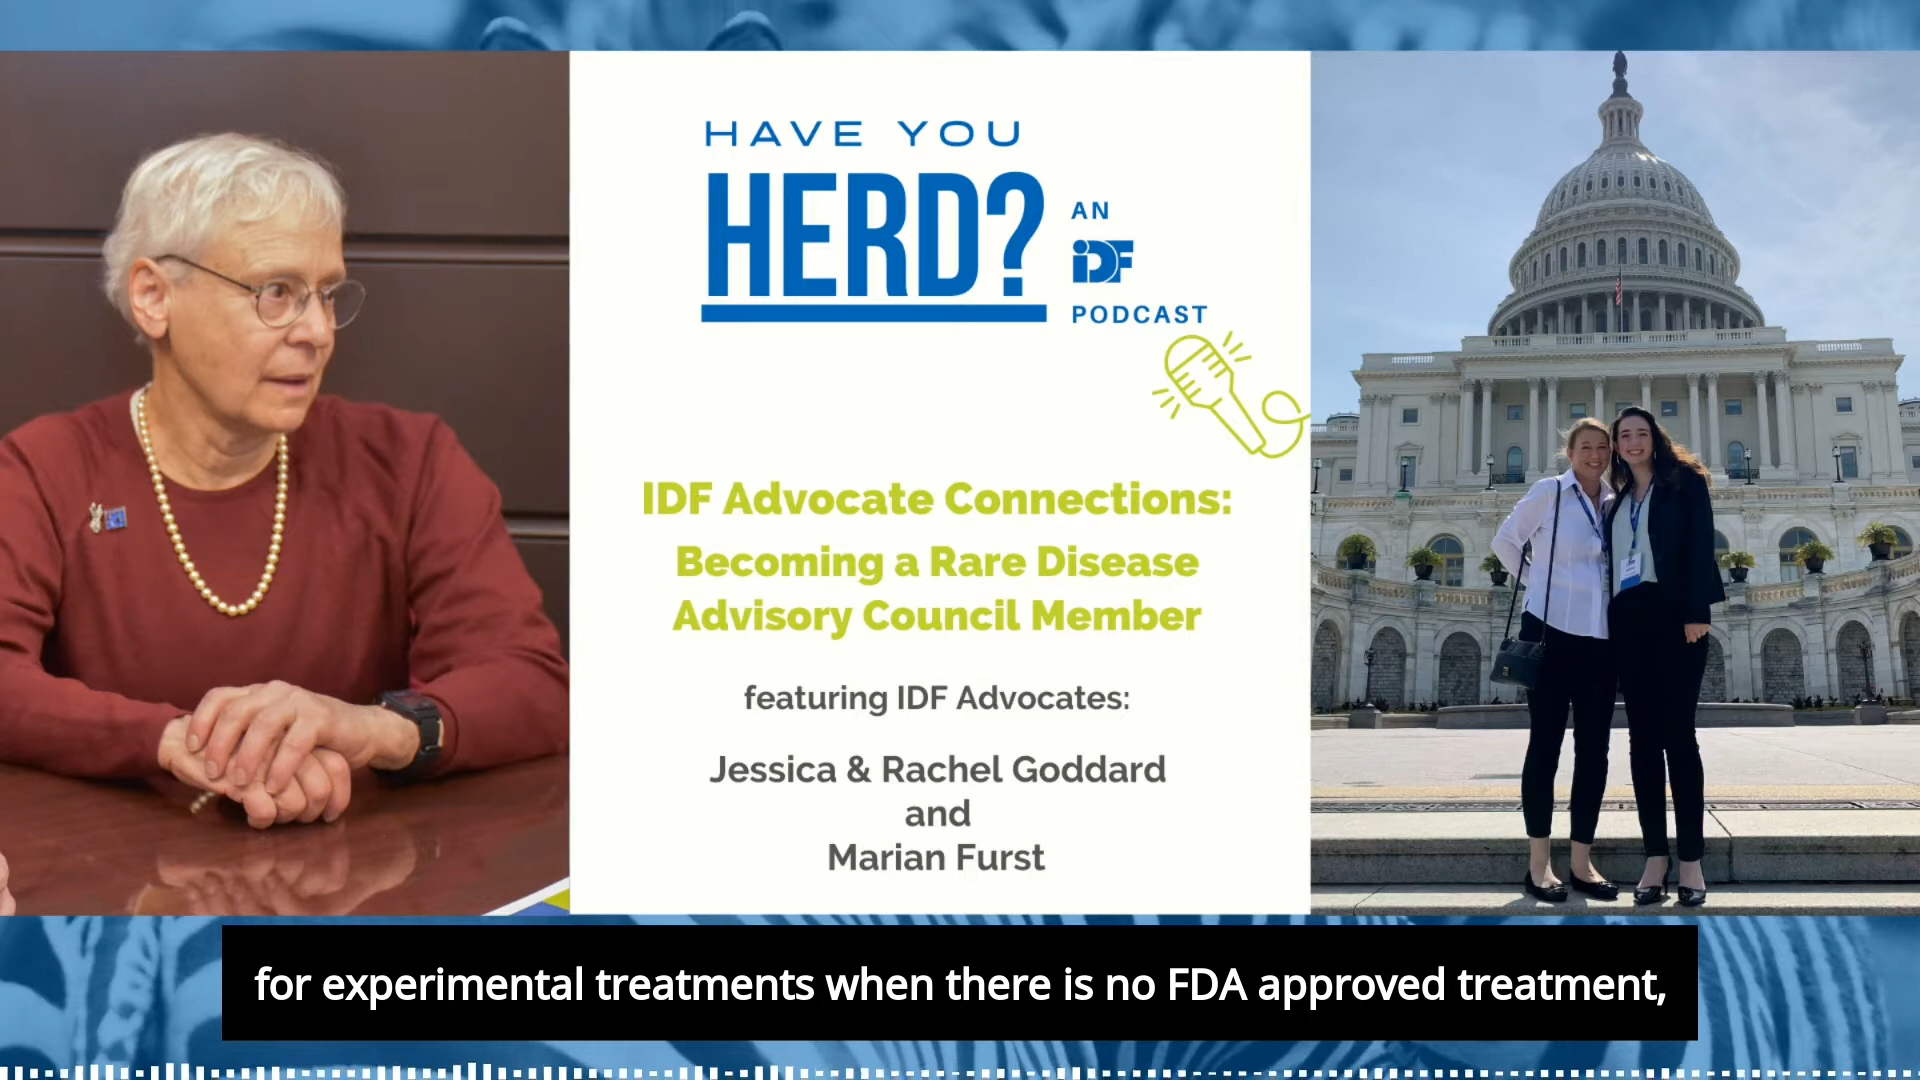 HAVE YOU
HERD?
AN
iDF
PODCAST
IDF Advocate Connections:
Becoming a Rare Disease
Advisory Council Member
featuring IDF Advocates:
Jessica & Rachel Goddard
and
Marian Furst
for experimental treatments when there is no FDA approved treatment,